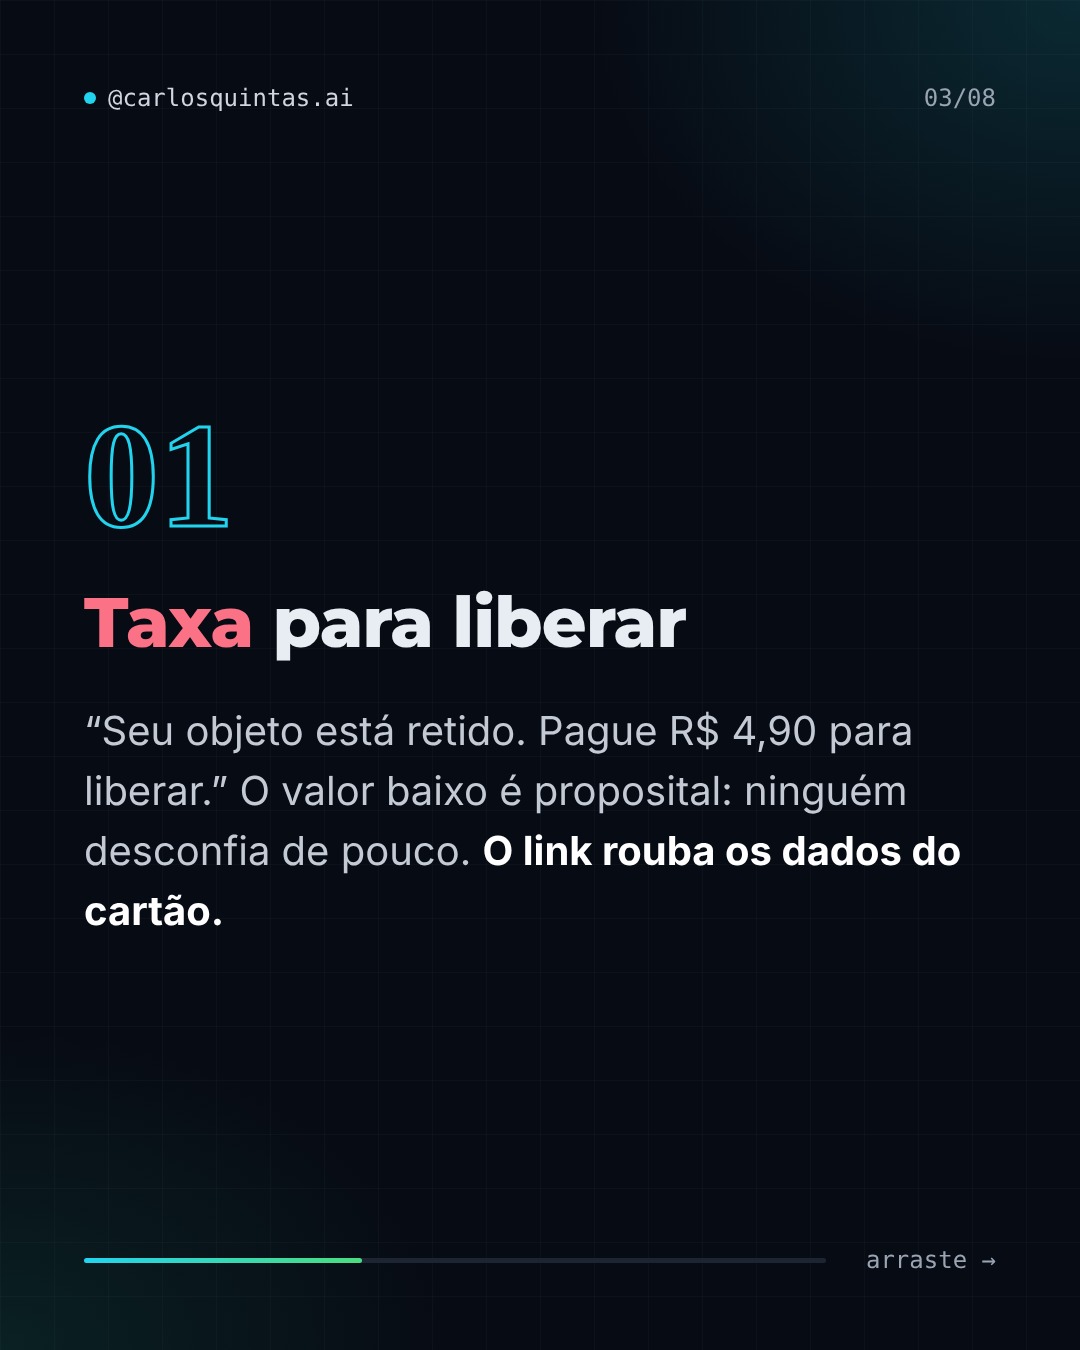 @carlosquintas.ai
03/08
01
Taxa para liberar
“Seu objeto está retido. Pague R$ 4,90 para
liberar.” O valor baixo é proposital: ninguém
desconfia de pouco. O link rouba os dados do
cartão.
arraste →